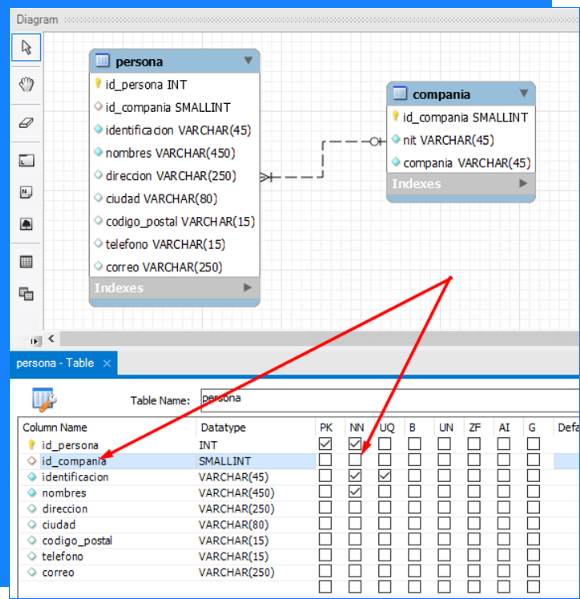 Diagram
persona
id_persona INT
id_compania SMALLINT
identificacion VARCHAR(45)
nombres VARCHAR(450)
direccion VARCHAR(250)
ciudad VARCHAR(80)
codigo_postal VARCHAR(15)
telefono VARCHAR(15)
correo VARCHAR(250)
Indexes
compania
id_compania SMALLINT
nit VARCHAR(45)
compania VARCHAR(45)
Indexes
persona - Table
Table Name: persona
Column Name Datatype PK NN UQ B UN ZF AI G Defa
id_persona INT
id_compania SMALLINT
identificacion VARCHAR(45)
nombres VARCHAR(450)
direccion VARCHAR(250)
ciudad VARCHAR(80)
codigo_postal VARCHAR(15)
telefono VARCHAR(15)
correo VARCHAR(250)